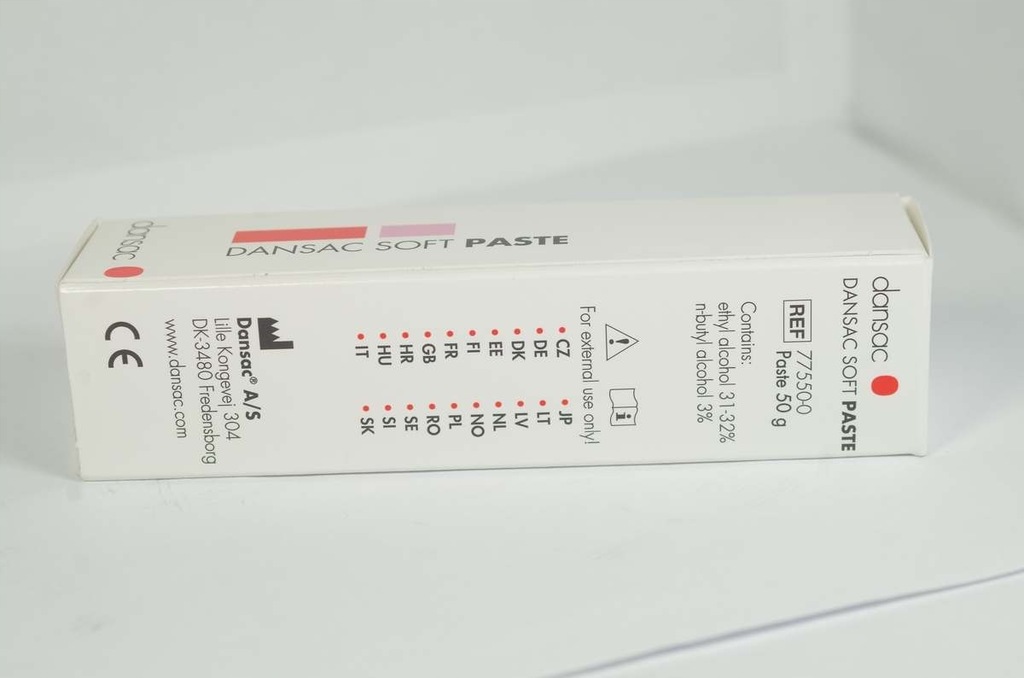 dansac
DANSAC SOFT PASTE
dansac
DANSAC SOFT PASTE
REF 77550-0
Paste 50 g
Contains:
ethyl alcohol 31-32%
n-butyl alcohol 3%
For external use only!
• CZ • JP
• DE • LT
• DK • LV
• EE • NL
• FI • NO
• FR • PL
• GB • RO
• HR • SE
• HU • SI
• IT • SK
Dansac® A/S
Lille Kongevej 304
DK-3480 Fredensborg
www.dansac.com
CE